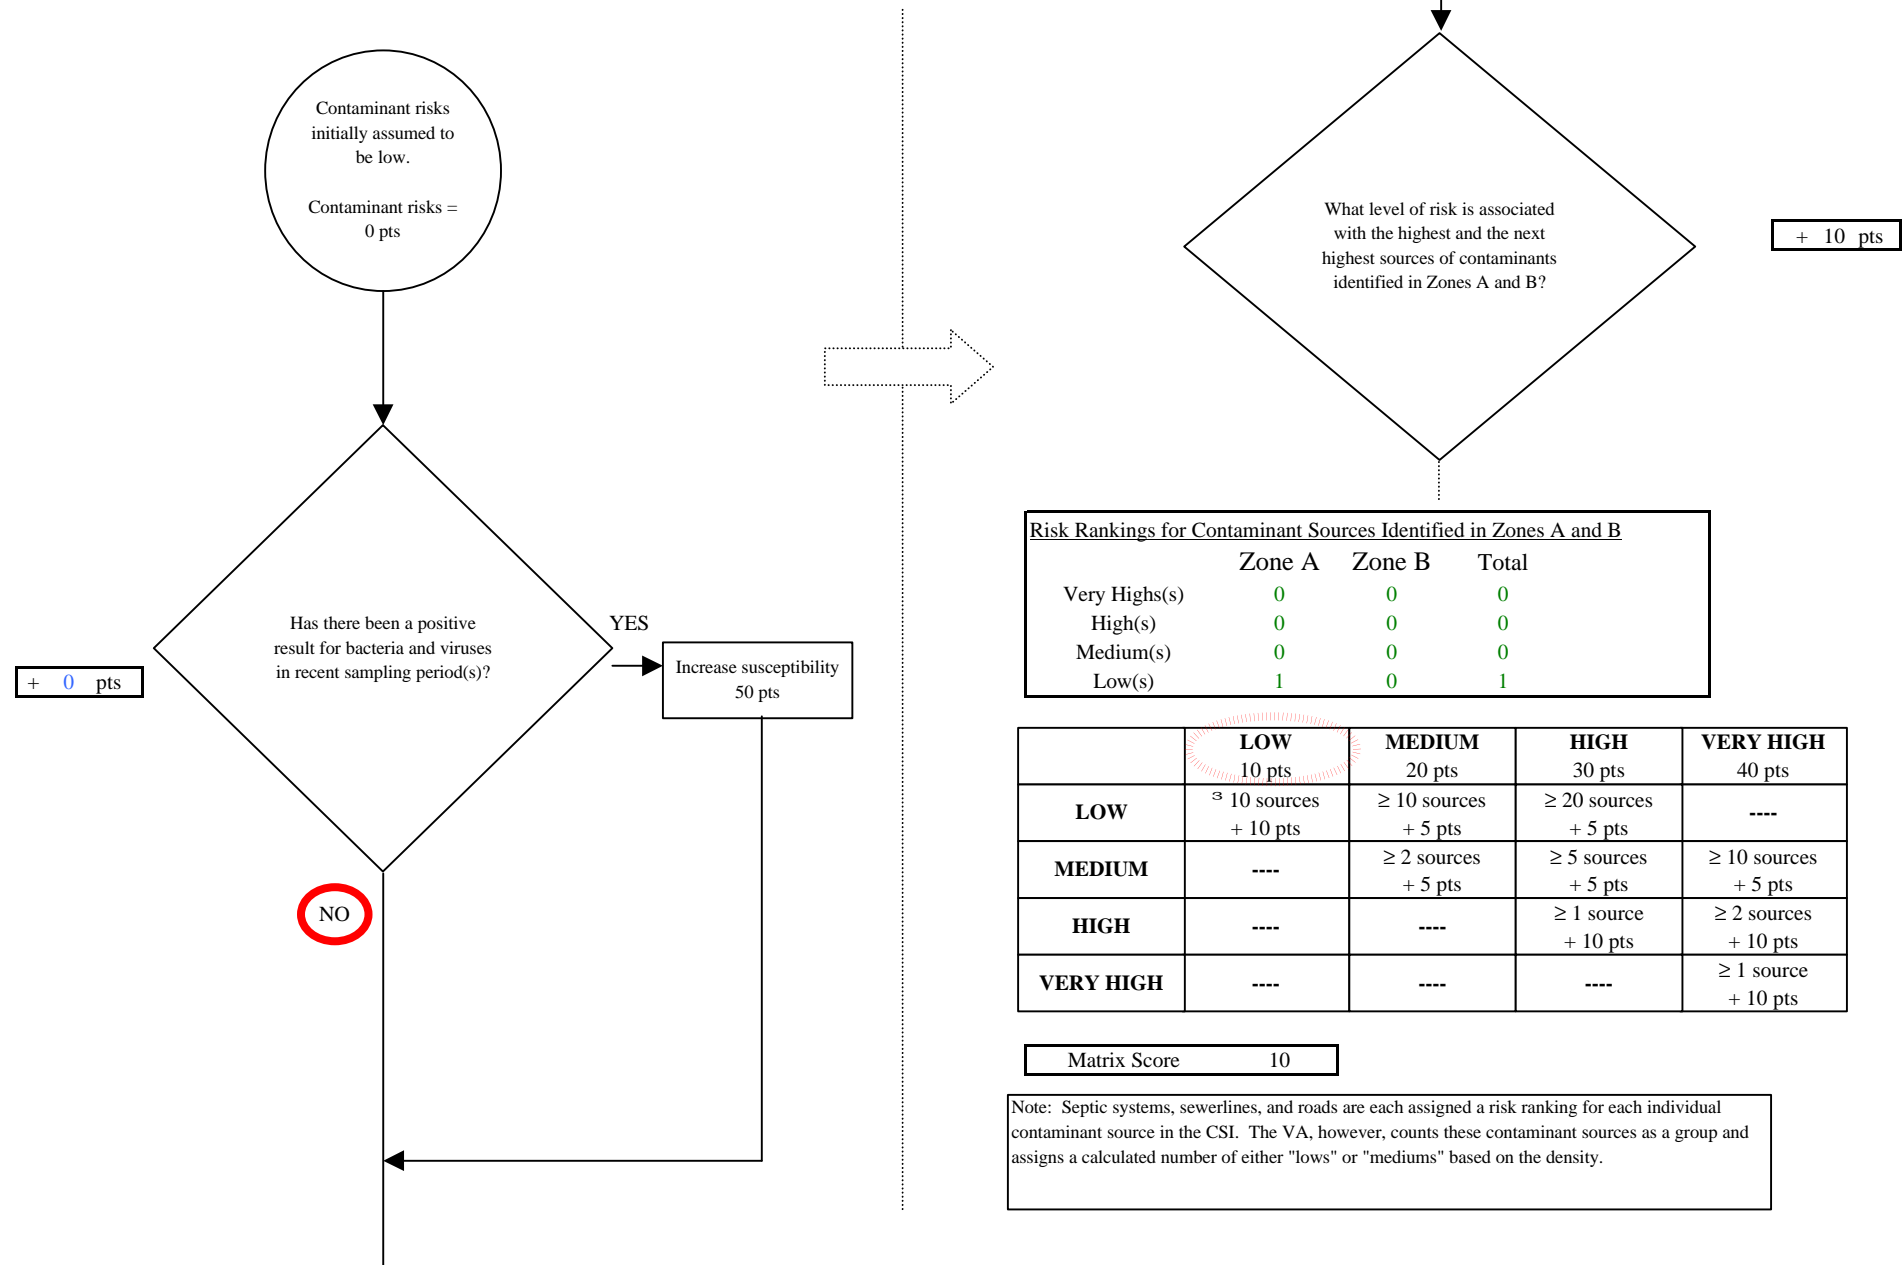 Contaminant risks
initially assumed to
be low.
Contaminant risks =
0 pts
Has there been a positive
result for bacteria and viruses
in recent sampling period(s)?
+ 0 pts
YES
Increase susceptibility
50 pts
NO
What level of risk is associated
with the highest and the next
highest sources of contaminants
identified in Zones A and B?
+ 10 pts
Risk Rankings for Contaminant Sources Identified in Zones A and B
Zone A Zone B Total
Very Highs(s) 0 0 0
High(s) 0 0 0
Medium(s) 0 0 0
Low(s) 1 0 1
LOW MEDIUM HIGH VERY HIGH
10 pts 20 pts 30 pts 40 pts
LOW ³ 10 sources ≥ 10 sources ≥ 20 sources ----
+ 10 pts + 5 pts + 5 pts
MEDIUM ---- ≥ 2 sources ≥ 5 sources ≥ 10 sources
+ 5 pts + 5 pts + 5 pts
HIGH ---- ---- ≥ 1 source ≥ 2 sources
+ 10 pts + 10 pts
VERY HIGH ---- ---- ---- ≥ 1 source
+ 10 pts
Matrix Score 10
Note: Septic systems, sewerlines, and roads are each assigned a risk ranking for each individual
contaminant source in the CSI. The VA, however, counts these contaminant sources as a group and
assigns a calculated number of either "lows" or "mediums" based on the density.